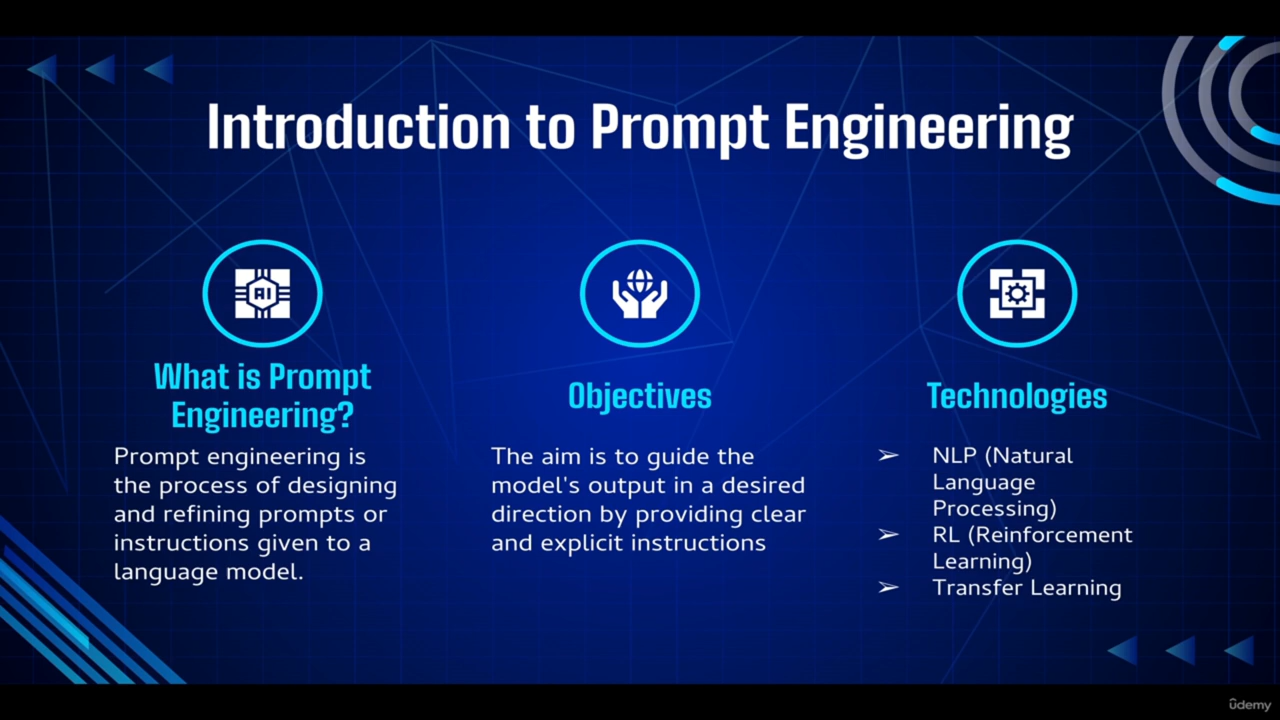 Introduction to Prompt Engineering
AI
What is Prompt
Engineering?
Prompt engineering is
the process of designing
and refining prompts or
instructions given to a
language model.
Objectives
The aim is to guide the
model's output in a desired
direction by providing clear
and explicit instructions
Technologies
➢ NLP (Natural
Language
Processing)
➢ RL (Reinforcement
Learning)
➢ Transfer Learning
ûdemy